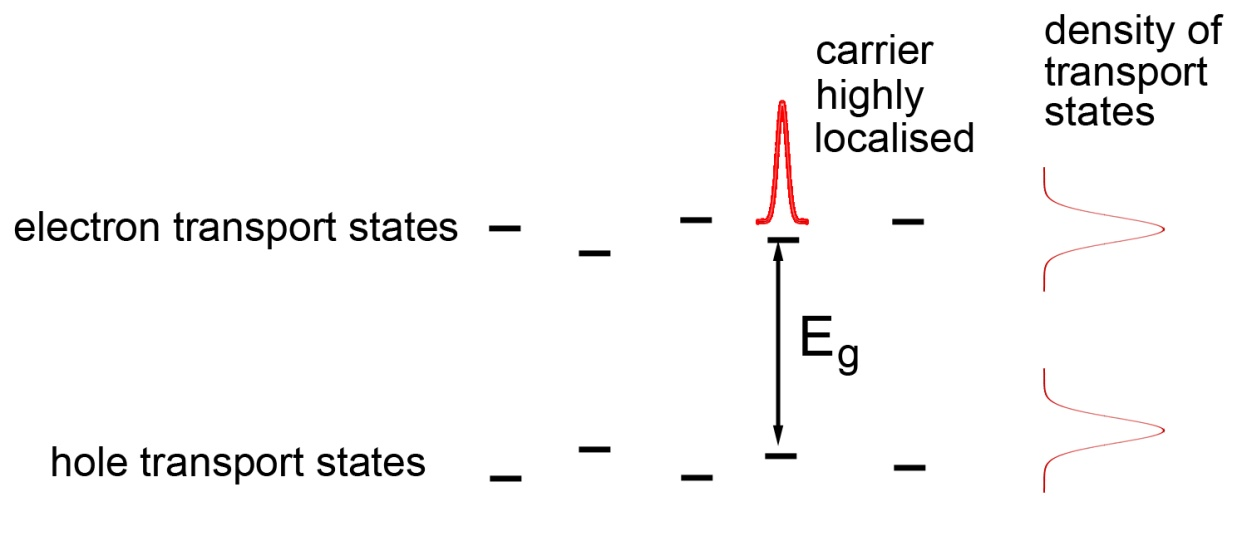 density of
transport
states
carrier
highly
localised
electron transport states
Eg
hole transport states